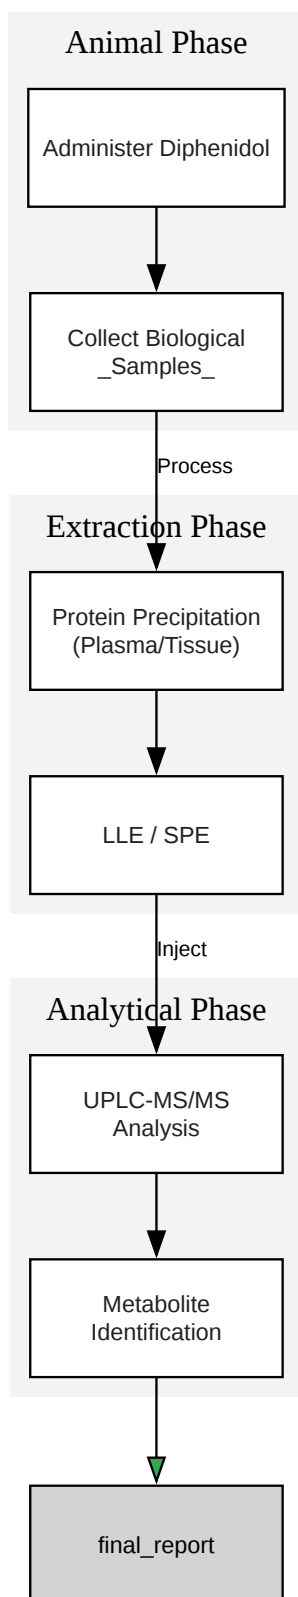 Animal Phase
Administer Diphenidol
Collect Biological
_Samples_
Process
Extraction Phase
Protein Precipitation
(Plasma/Tissue)
LLE / SPE
Inject
Analytical Phase
UPLC-MS/MS
Analysis
Metabolite
Identification
final_report